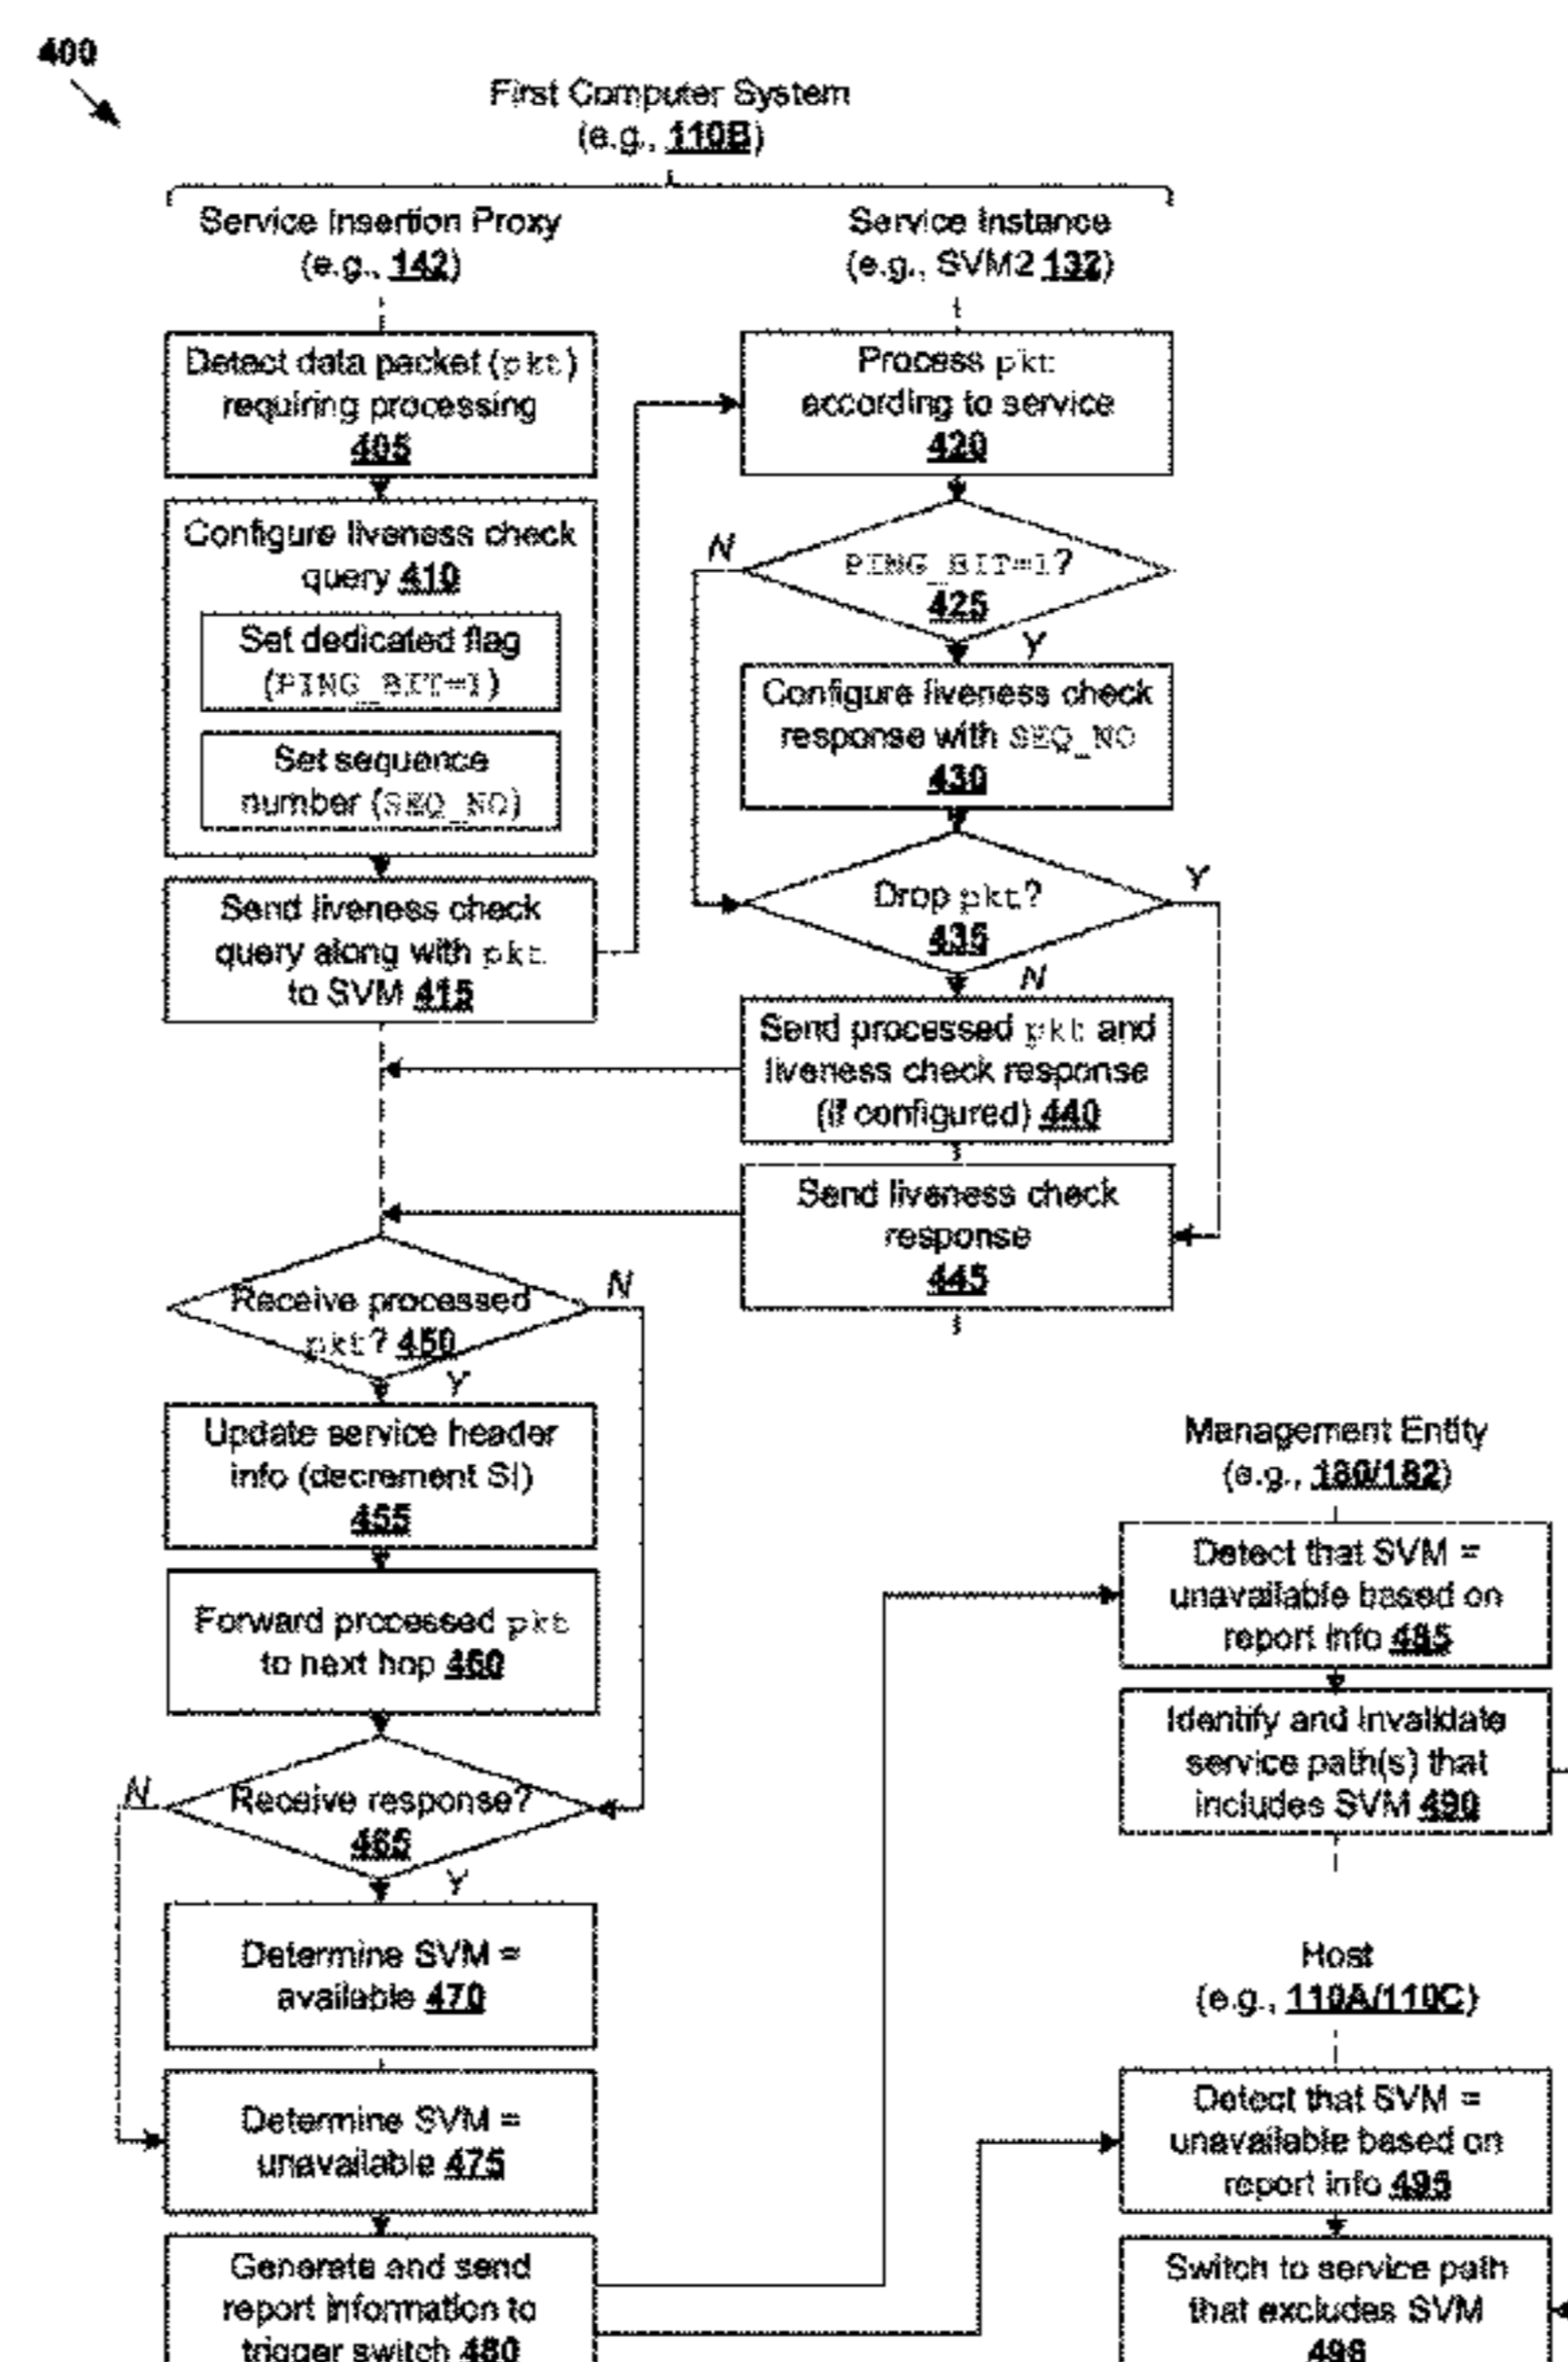 400
First Computer System
(e.g., 110B)
Service Insertion Proxy
(e.g., 142)
Service Instance
(e.g., SVM2 132)
Detect data packet (pkt)
requiring processing
405
Configure liveness check
query 410
Set dedicated flag
(PING_BIT=1)
Set sequence
number (SEQ_NO)
Send liveness check
query along with pkt
to SVM 415
Process pkt
according to service
420
N
PING_BIT=1?
425
Y
Configure liveness check
response with SEQ_NO
430
Drop pkt?
435
Y
N
Send processed pkt and
liveness check response
(if configured) 440
Send liveness check
response
445
Receive processed
pkt? 450
N
Y
Update service header
info (decrement SI)
455
Forward processed pkt
to next hop 460
N
Receive response?
465
Y
Determine SVM =
available 470
Determine SVM =
unavailable 475
Generate and send
report information to
trigger switch 480
Management Entity
(e.g., 180/182)
Detect that SVM =
unavailable based on
report info 485
Identify and invalidate
service path(s) that
includes SVM 490
Host
(e.g., 110A/110C)
Detect that SVM =
unavailable based on
report info 495
Switch to service path
that excludes SVM
496